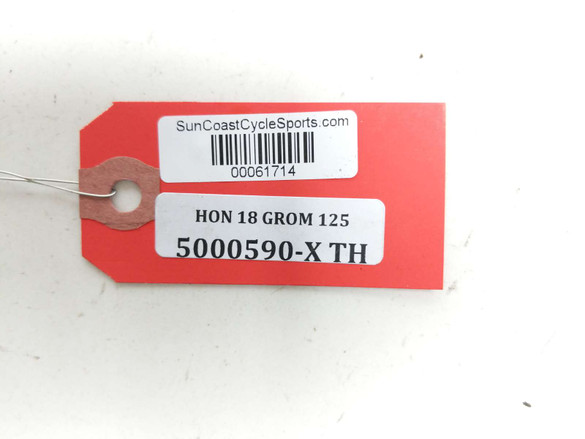 SunCoastCycleSports.com
00061714
HON 18 GROM 125
5000590-X TH